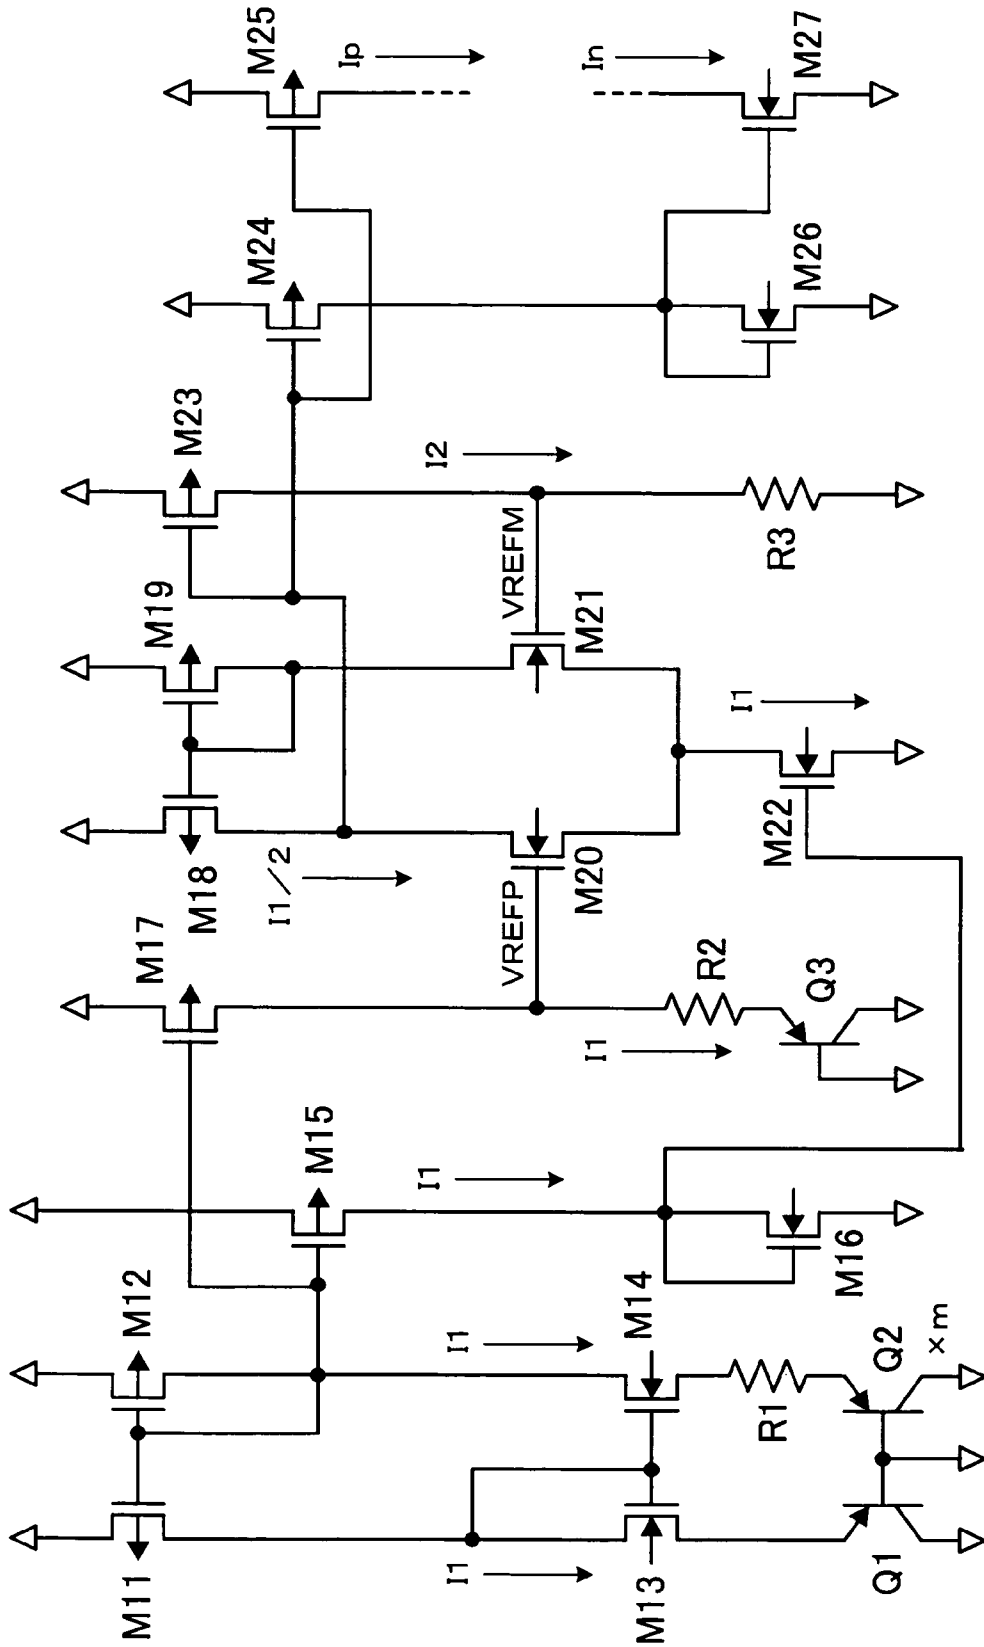 M11
M12
M15
M17
M18
M19
M23
M24
M25
I1
I1
I1
I1/2
I2
Ip
In
M13
M14
M16
VREFP
VREFM
M20
M21
I1
R2
Q3
I1
M22
R3
M26
M27
R1
Q1
Q2
×m